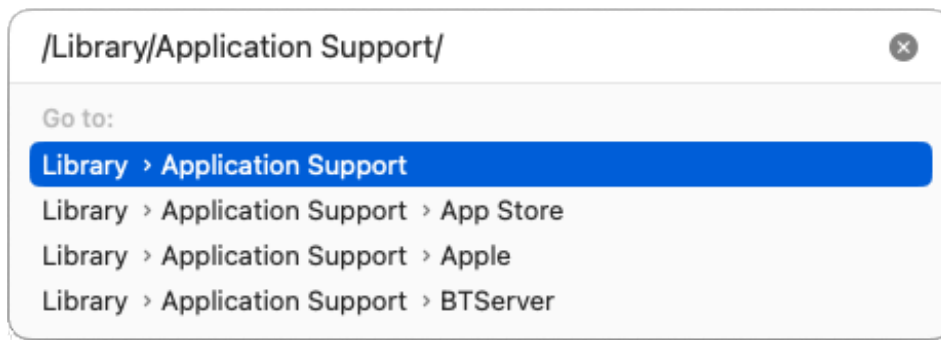 /Library/Application Support/
Go to:
Library › Application Support
Library › Application Support › App Store
Library › Application Support › Apple
Library › Application Support › BTServer